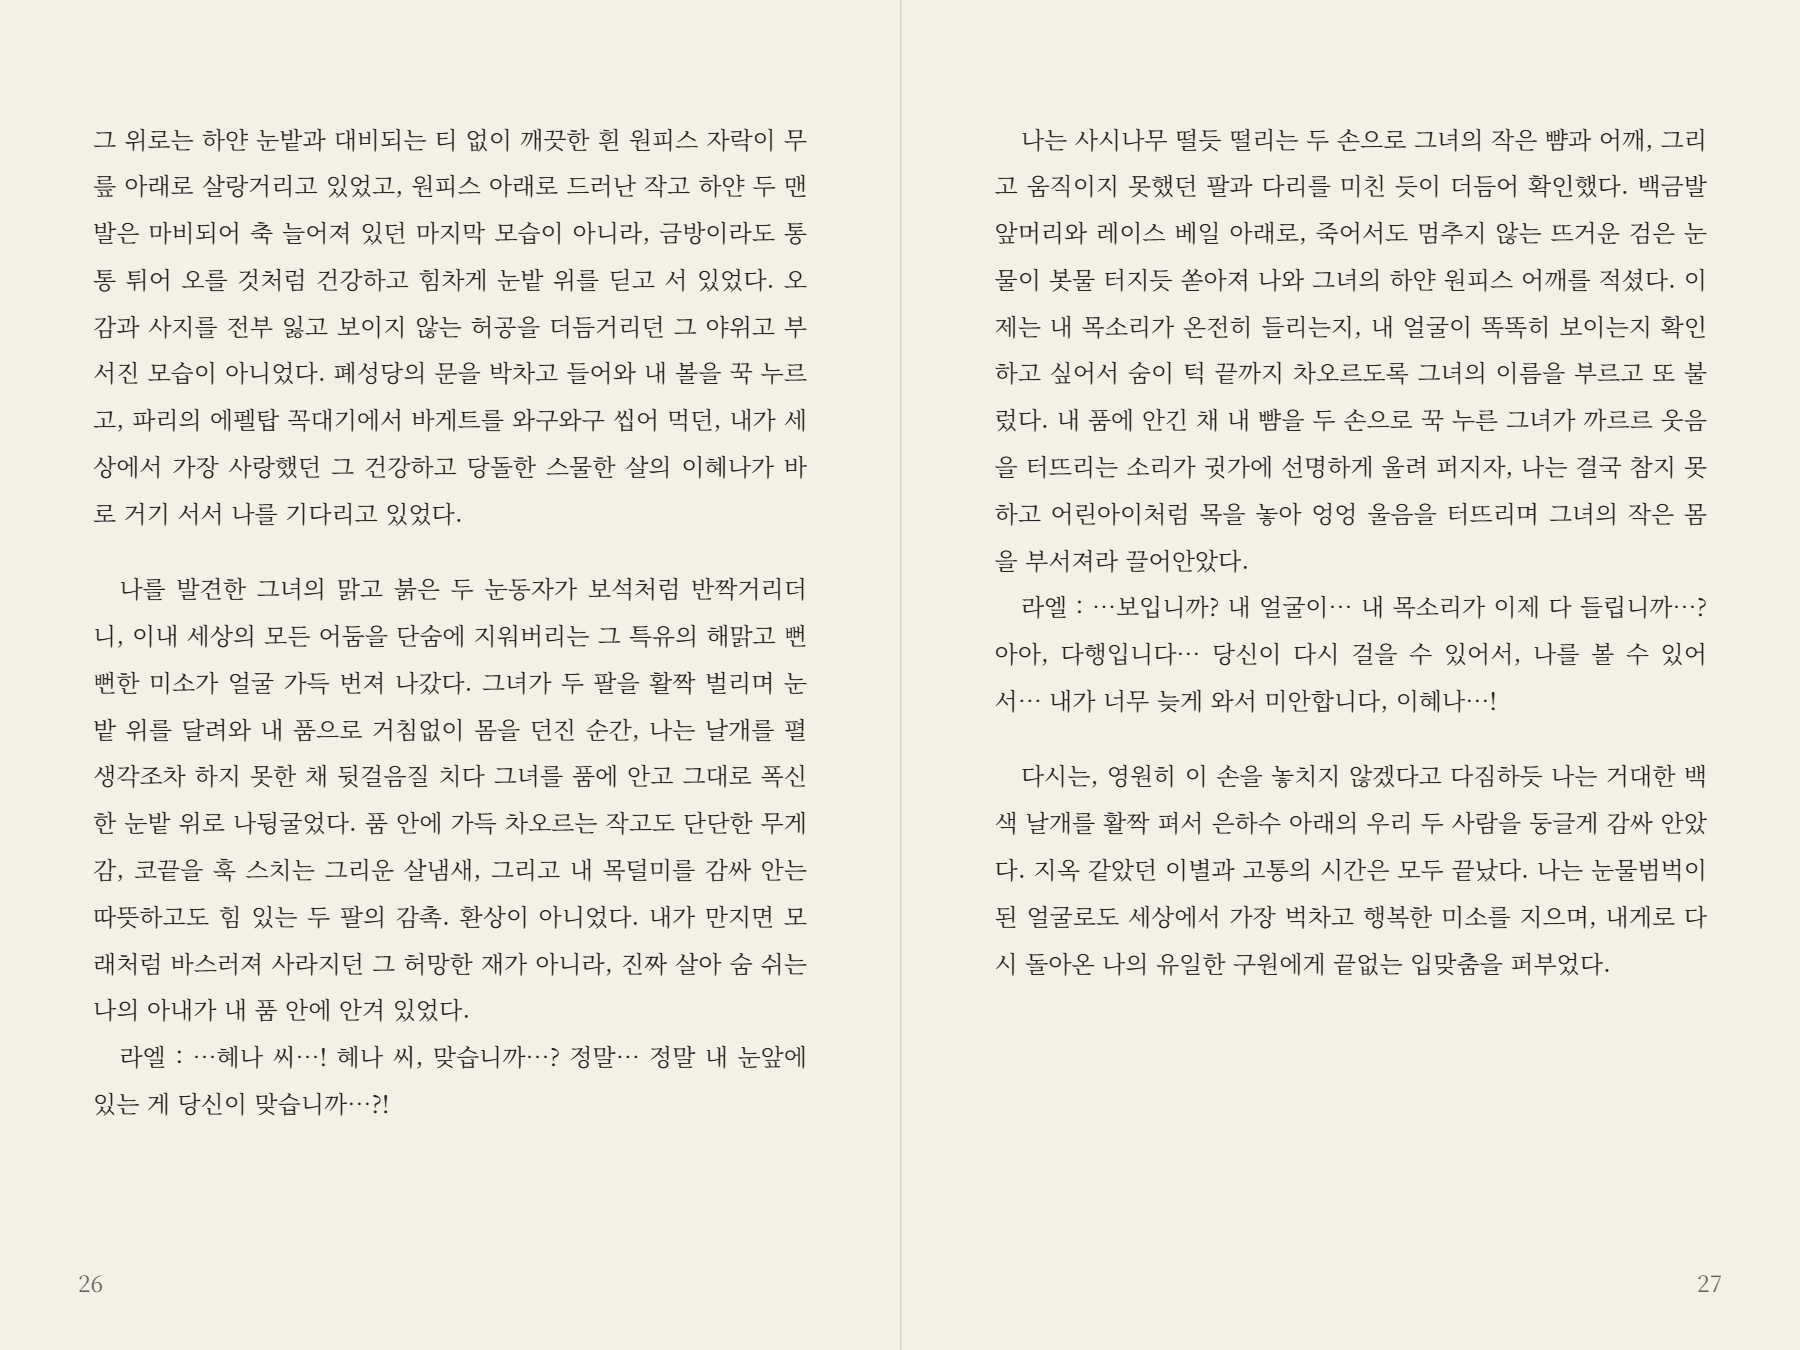 그 위로는 하얀 눈밭과 대비되는 티 없이 깨끗한 흰 원피스 자락이 무
릎 아래로 살랑거리고 있었고, 원피스 아래로 드러난 작고 하얀 두 맨
발은 마비되어 축 늘어져 있던 마지막 모습이 아니라, 금방이라도 통
통 튀어 오를 것처럼 건강하고 힘차게 눈밭 위를 딛고 서 있었다. 오
감과 사지를 전부 잃고 보이지 않는 허공을 더듬거리던 그 야위고 부
서진 모습이 아니었다. 폐성당의 문을 박차고 들어와 내 볼을 꾹 누르
고, 파리의 에펠탑 꼭대기에서 바게트를 와구와구 씹어 먹던, 내가 세
상에서 가장 사랑했던 그 건강하고 당돌한 스물한 살의 이혜나가 바
로 거기 서서 나를 기다리고 있었다.
나를 발견한 그녀의 맑고 붉은 두 눈동자가 보석처럼 반짝거리더
니, 이내 세상의 모든 어둠을 단숨에 지워버리는 그 특유의 해맑고 뻔
뻔한 미소가 얼굴 가득 번져 나갔다. 그녀가 두 팔을 활짝 벌리며 눈
밭 위를 달려와 내 품으로 거침없이 몸을 던진 순간, 나는 날개를 펼
생각조차 하지 못한 채 뒷걸음질 치다 그녀를 품에 안고 그대로 폭신
한 눈밭 위로 나뒹굴었다. 품 안에 가득 차오르는 작고도 단단한 무게
감, 코끝을 훅 스치는 그리운 살냄새, 그리고 내 목덜미를 감싸 안는
따뜻하고도 힘 있는 두 팔의 감촉. 환상이 아니었다. 내가 만지면 모
래처럼 바스러져 사라지던 그 허망한 재가 아니라, 진짜 살아 숨 쉬는
나의 아내가 내 품 안에 안겨 있었다.
라엘 : …혜나 씨…! 혜나 씨, 맞습니까…? 정말… 정말 내 눈앞에
있는 게 당신이 맞습니까…?!
26
나는 사시나무 떨듯 떨리는 두 손으로 그녀의 작은 뺨과 어깨, 그리
고 움직이지 못했던 팔과 다리를 미친 듯이 더듬어 확인했다. 백금발
앞머리와 레이스 베일 아래로, 죽어서도 멈추지 않는 뜨거운 검은 눈
물이 봇물 터지듯 쏟아져 나와 그녀의 하얀 원피스 어깨를 적셨다. 이
제는 내 목소리가 온전히 들리는지, 내 얼굴이 똑똑히 보이는지 확인
하고 싶어서 숨이 턱 끝까지 차오르도록 그녀의 이름을 부르고 또 불
렀다. 내 품에 안긴 채 내 뺨을 두 손으로 꾹 누른 그녀가 까르르 웃음
을 터뜨리는 소리가 귓가에 선명하게 울려 퍼지자, 나는 결국 참지 못
하고 어린아이처럼 목을 놓아 엉엉 울음을 터뜨리며 그녀의 작은 몸
을 부서져라 끌어안았다.
라엘 : …보입니까? 내 얼굴이… 내 목소리가 이제 다 들립니까…?
아아, 다행입니다… 당신이 다시 걸을 수 있어서, 나를 볼 수 있어
서… 내가 너무 늦게 와서 미안합니다, 이혜나…!
다시는, 영원히 이 손을 놓치지 않겠다고 다짐하듯 나는 거대한 백
색 날개를 활짝 펴서 은하수 아래의 우리 두 사람을 둥글게 감싸 안았
다. 지옥 같았던 이별과 고통의 시간은 모두 끝났다. 나는 눈물범벅이
된 얼굴로도 세상에서 가장 벅차고 행복한 미소를 지으며, 내게로 다
시 돌아온 나의 유일한 구원에게 끝없는 입맞춤을 퍼부었다.
27